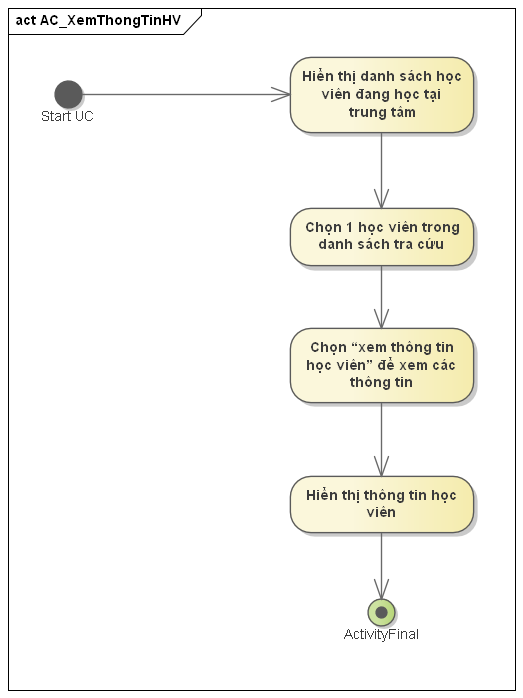 act AC_XemThongTinHV
Start UC
Hiển thị danh sách học
viên đang học tại
trung tâm
Chọn 1 học viên trong
danh sách tra cứu
Chọn “xem thông tin
học viên” để xem các
thông tin
Hiển thị thông tin học
viên
ActivityFinal